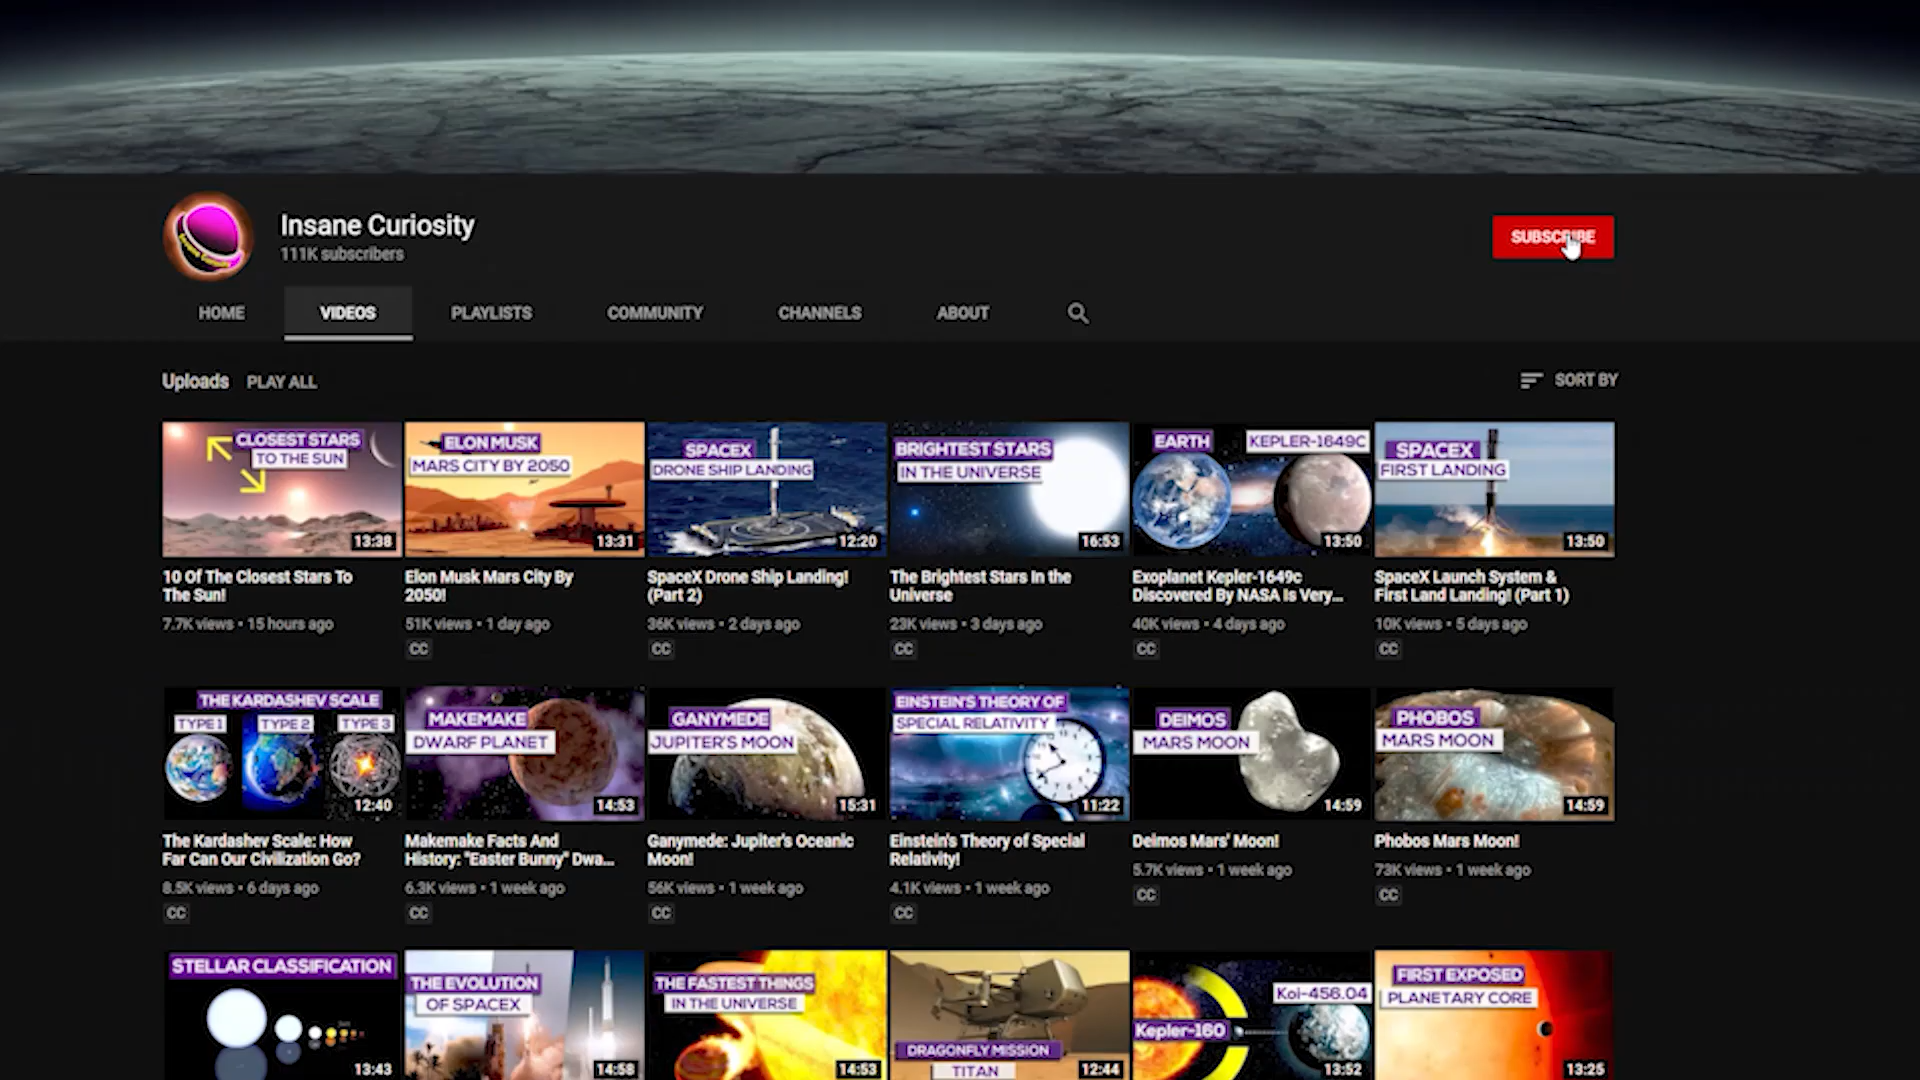 Insane Curiosity
111K subscribers
SUBSCRIBE
HOME
VIDEOS
PLAYLISTS
COMMUNITY
CHANNELS
ABOUT
Uploads
PLAY ALL
SORT BY
CLOSEST STARS
TO THE SUN
13:38
ELON MUSK
MARS CITY BY 2050
13:31
SPACEX
DRONE SHIP LANDING
12:20
BRIGHTEST STARS
IN THE UNIVERSE
16:53
EARTH
KEPLER-1649C
13:50
SPACEX
FIRST LANDING
13:50
10 Of The Closest Stars To
The Sun!
7.7K views • 15 hours ago
Elon Musk Mars City By
2050!
51K views • 1 day ago
CC
SpaceX Drone Ship Landing!
(Part 2)
36K views • 2 days ago
CC
The Brightest Stars In the
Universe
23K views • 3 days ago
CC
Exoplanet Kepler-1649c
Discovered By NASA Is Very...
40K views • 4 days ago
CC
SpaceX Launch System &
First Land Landing! (Part 1)
10K views • 5 days ago
CC
THE KARDASHEV SCALE
TYPE 1
TYPE 2
TYPE 3
12:40
MAKEMAKE
DWARF PLANET
14:53
GANYMEDE
JUPITER'S MOON
15:31
EINSTEIN'S THEORY OF
SPECIAL RELATIVITY
11:22
DEIMOS
MARS MOON
14:59
PHOBOS
MARS MOON
14:59
The Kardashev Scale: How
Far Can Our Civilization Go?
8.5K views • 6 days ago
CC
Makemake Facts And
History: "Easter Bunny" Dwa...
6.3K views • 1 week ago
CC
Ganymede: Jupiter's Oceanic
Moon!
56K views • 1 week ago
CC
Einstein's Theory of Special
Relativity!
4.1K views • 1 week ago
CC
Deimos Mars' Moon!
5.7K views • 1 week ago
CC
Phobos Mars Moon!
73K views • 1 week ago
CC
STELLAR CLASSIFICATION
13:43
THE EVOLUTION
OF SPACEX
14:58
THE FASTEST THINGS
IN THE UNIVERSE
14:53
DRAGONFLY MISSION
TITAN
12:44
Koi-456.04
Kepler-160
13:52
FIRST EXPOSED
PLANETARY CORE
13:25